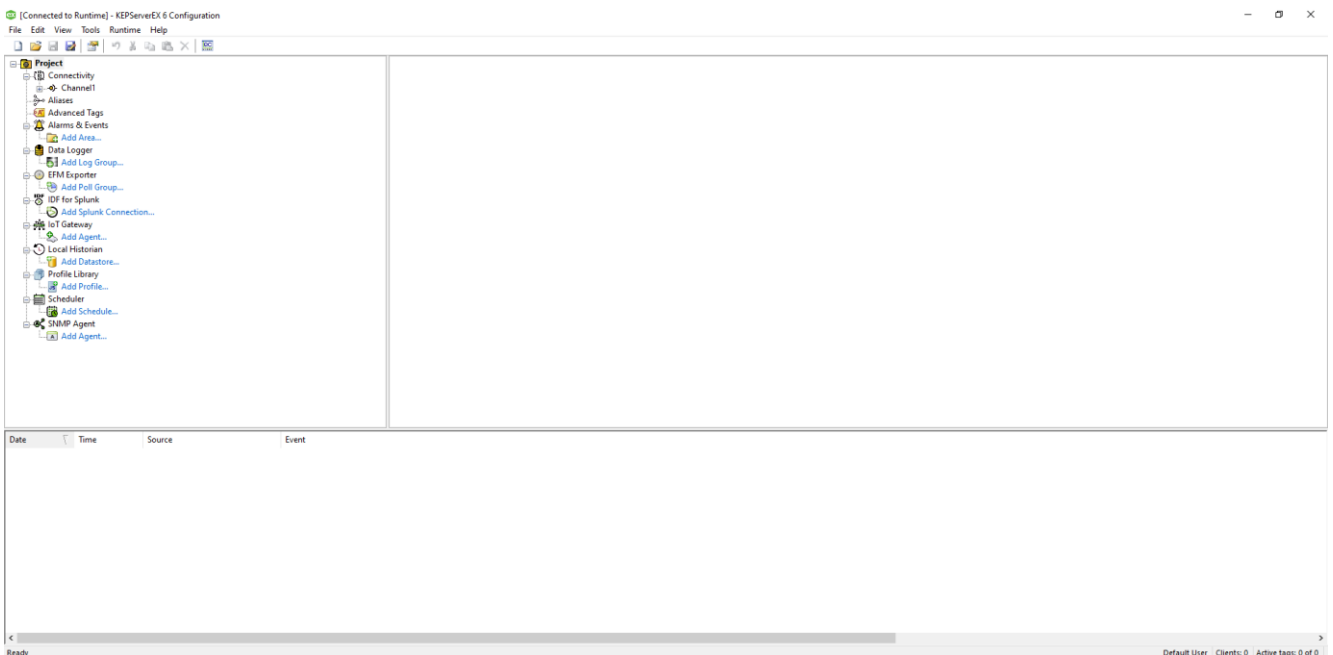 [Connected to Runtime] - KEPServerEX 6 Configuration
File Edit View Tools Runtime Help
Project
Connectivity
Channel1
Aliases
Advanced Tags
Alarms & Events
Add Area...
Data Logger
Add Log Group...
EFM Exporter
Add Poll Group...
IDF for Splunk
Add Splunk Connection...
IoT Gateway
Add Agent...
Local Historian
Add Datastore...
Profile Library
Add Profile...
Scheduler
Add Schedule...
SNMP Agent
Add Agent...
Date Time Source Event
Ready Default User Clients: 0 Active tags: 0 of 0